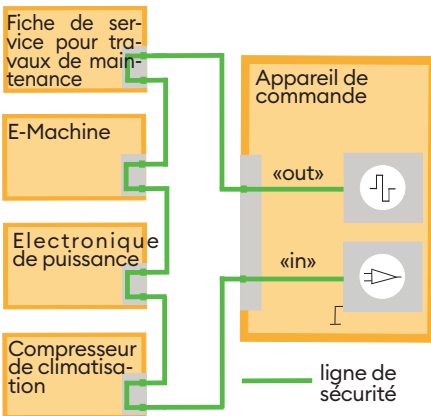 Fiche de ser-
vice pour tra-
vaux de main-
tenance
E-Machine
Electronique
de puissance
Compresseur
de climatisa-
tion
Appareil de
commande
«out»
«in»
ligne de
sécurité